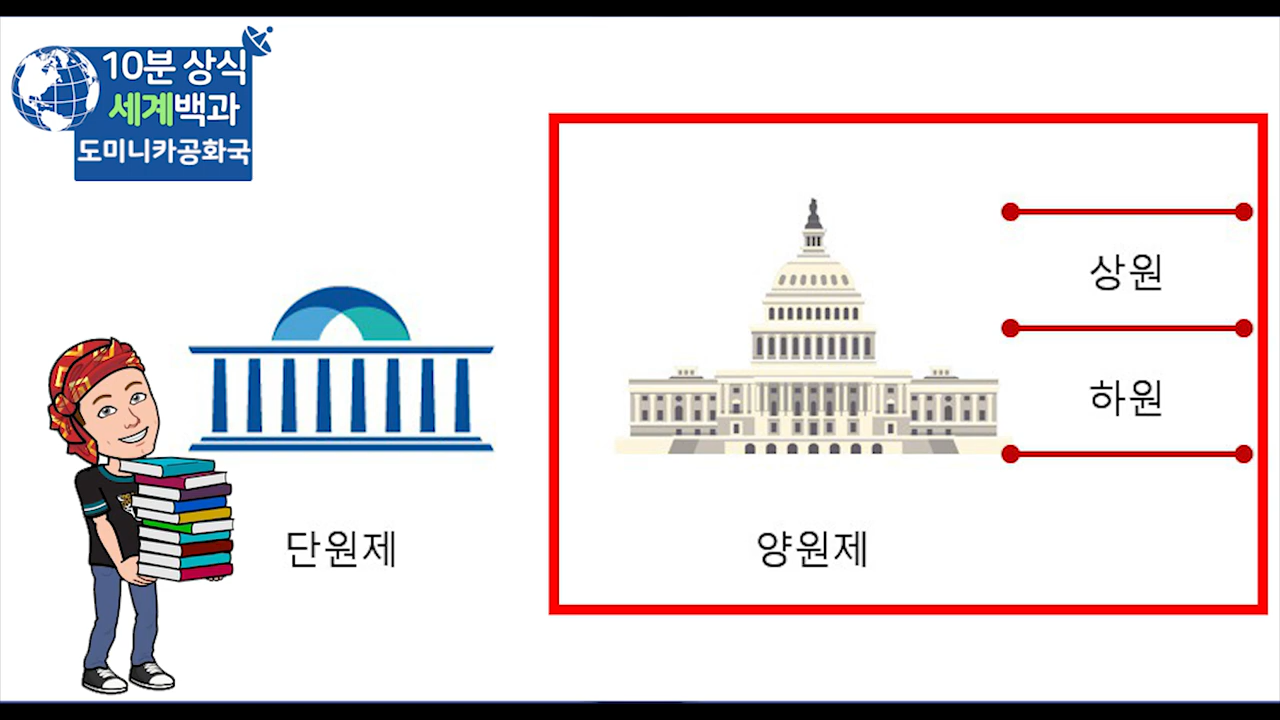 10분 상식
세계백과
도미니카공화국
상원
하원
단원제
양원제